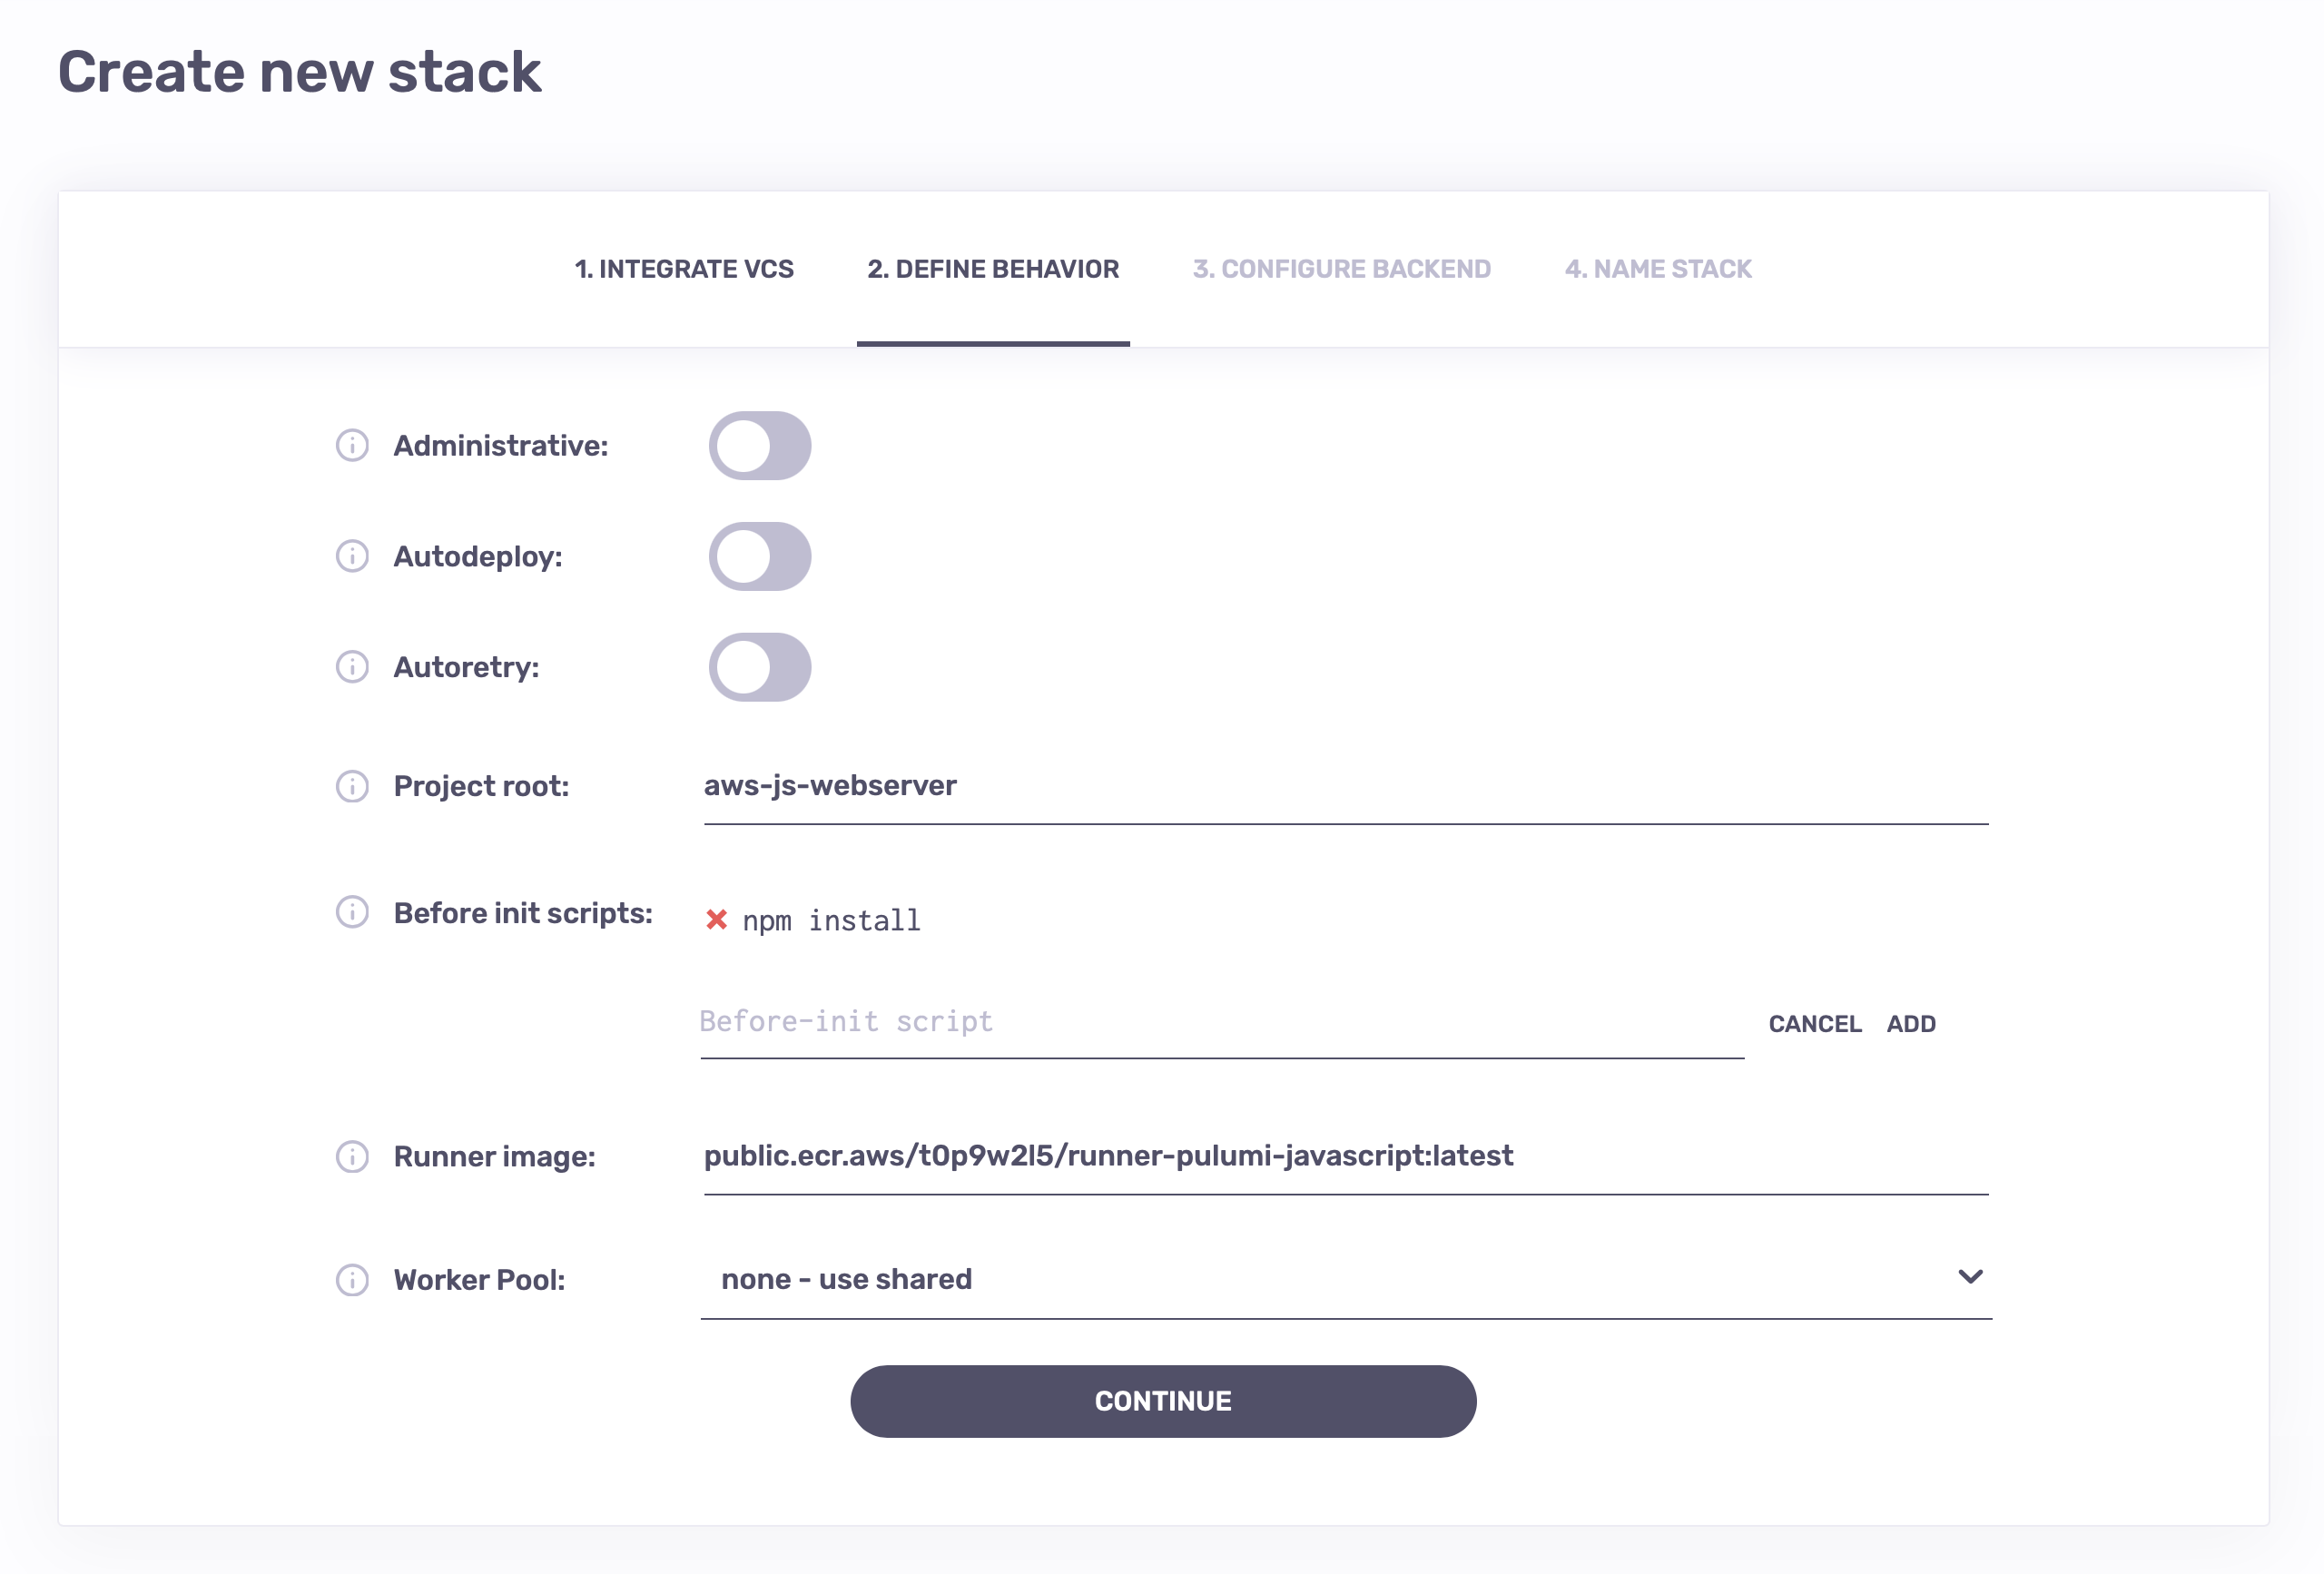 Create new stack
1. INTEGRATE VCS 2. DEFINE BEHAVIOR 3. CONFIGURE BACKEND 4. NAME STACK
Administrative:
Autodeploy:
Autoretry:
Project root: aws-js-webserver
Before init scripts: npm install
Before-init script CANCEL ADD
Runner image: public.ecr.aws/t0p9w2l5/runner-pulumi-javascript:latest
Worker Pool: none - use shared
CONTINUE